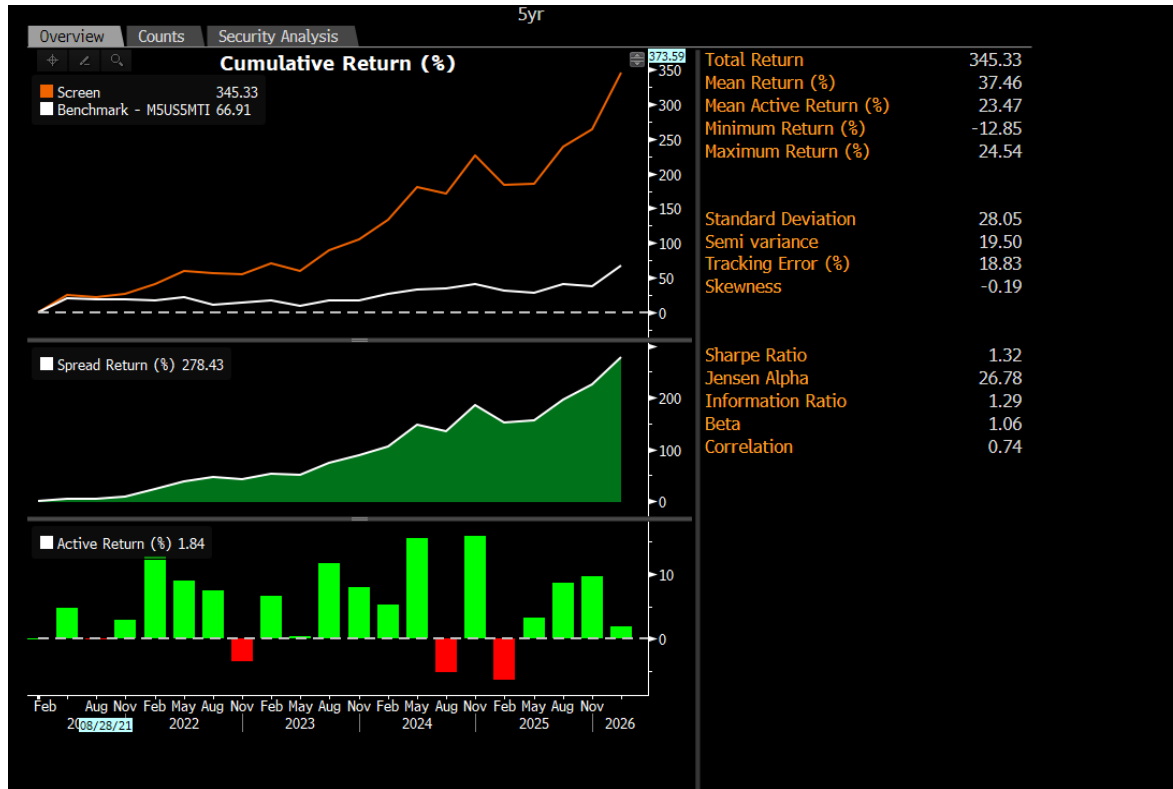 5yr
Overview Counts Security Analysis
Cumulative Return (%)
373.59
Screen 345.33
Benchmark - M5US5MTI 66.91
350
300
250
200
150
100
50
0
Spread Return (%) 278.43
200
100
0
Active Return (%) 1.84
10
0
Feb Aug Nov Feb May Aug Nov Feb May Aug Nov Feb May Aug Nov Feb May Aug Nov
20 08/28/21 2022 2023 2024 2025 2026
Total Return 345.33
Mean Return (%) 37.46
Mean Active Return (%) 23.47
Minimum Return (%) -12.85
Maximum Return (%) 24.54
Standard Deviation 28.05
Semi variance 19.50
Tracking Error (%) 18.83
Skewness -0.19
Sharpe Ratio 1.32
Jensen Alpha 26.78
Information Ratio 1.29
Beta 1.06
Correlation 0.74